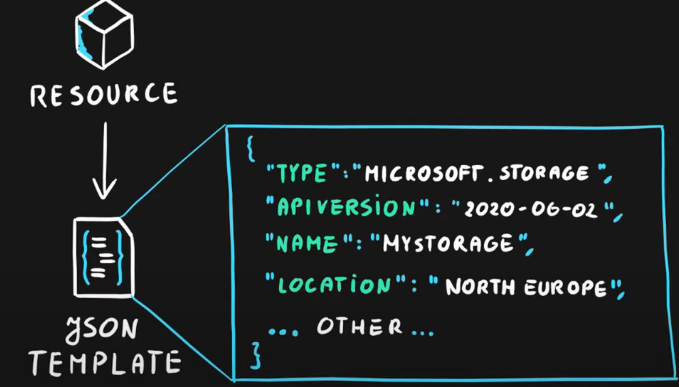 RESOURCE
{
"TYPE":"MICROSOFT.STORAGE",
"APIVERSION": "2020-06-02",
"NAME": "MYSTORAGE",
"LOCATION": "NORTH EUROPE",
... OTHER ...
}
JSON
TEMPLATE